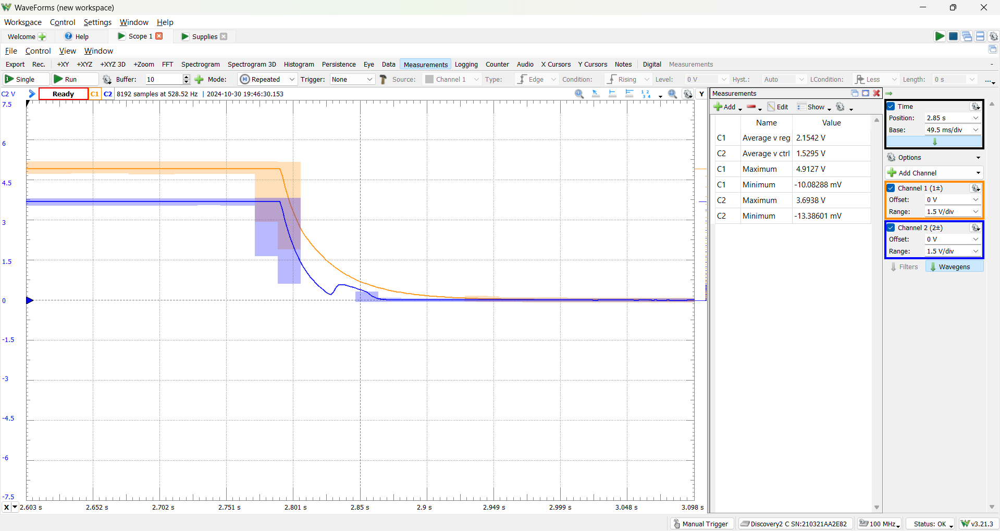 WaveForms (new workspace)
Workspace Control Settings Window Help
Welcome Help Scope 1 Supplies
File Control View Window
Export Rec. +XY +XYZ +XYZ 3D +Zoom FFT Spectrogram Spectrogram 3D Histogram Persistence Eye Data Measurements Logging Counter Audio X Cursors Y Cursors Notes Digital Measurements
Single Run Buffer: 10 Mode: Repeated Trigger: None Source: Channel 1 Type: Edge Condition: Rising Level: 0 V Hyst.: Auto LCondition: Less Length: 0 s ...
C2 V Ready C1 C2 8192 samples at 528.52 Hz | 2024-10-30 19:46:30.153 Y
7.5
6
4.5
3
1.5
0
-1.5
-3
-4.5
-6
-7.5
X 2.603 s 2.652 s 2.702 s 2.751 s 2.801 s 2.85 s 2.9 s 2.949 s 2.999 s 3.048 s 3.098 s
Measurements
Add Edit Show
Name Value
C1 Average v reg 2.1542 V
C2 Average v ctrl 1.5295 V
C1 Maximum 4.9127 V
C1 Minimum -10.08288 mV
C2 Maximum 3.6938 V
C2 Minimum -13.38601 mV
Time
Position: 2.85 s
Base: 49.5 ms/div
Options
Add Channel
Channel 1 (1±)
Offset: 0 V
Range: 1.5 V/div
Channel 2 (2±)
Offset: 0 V
Range: 1.5 V/div
Filters Wavegens
Manual Trigger Discovery2 C SN:210321AA2E82 100 MHz Status: OK v3.21.3